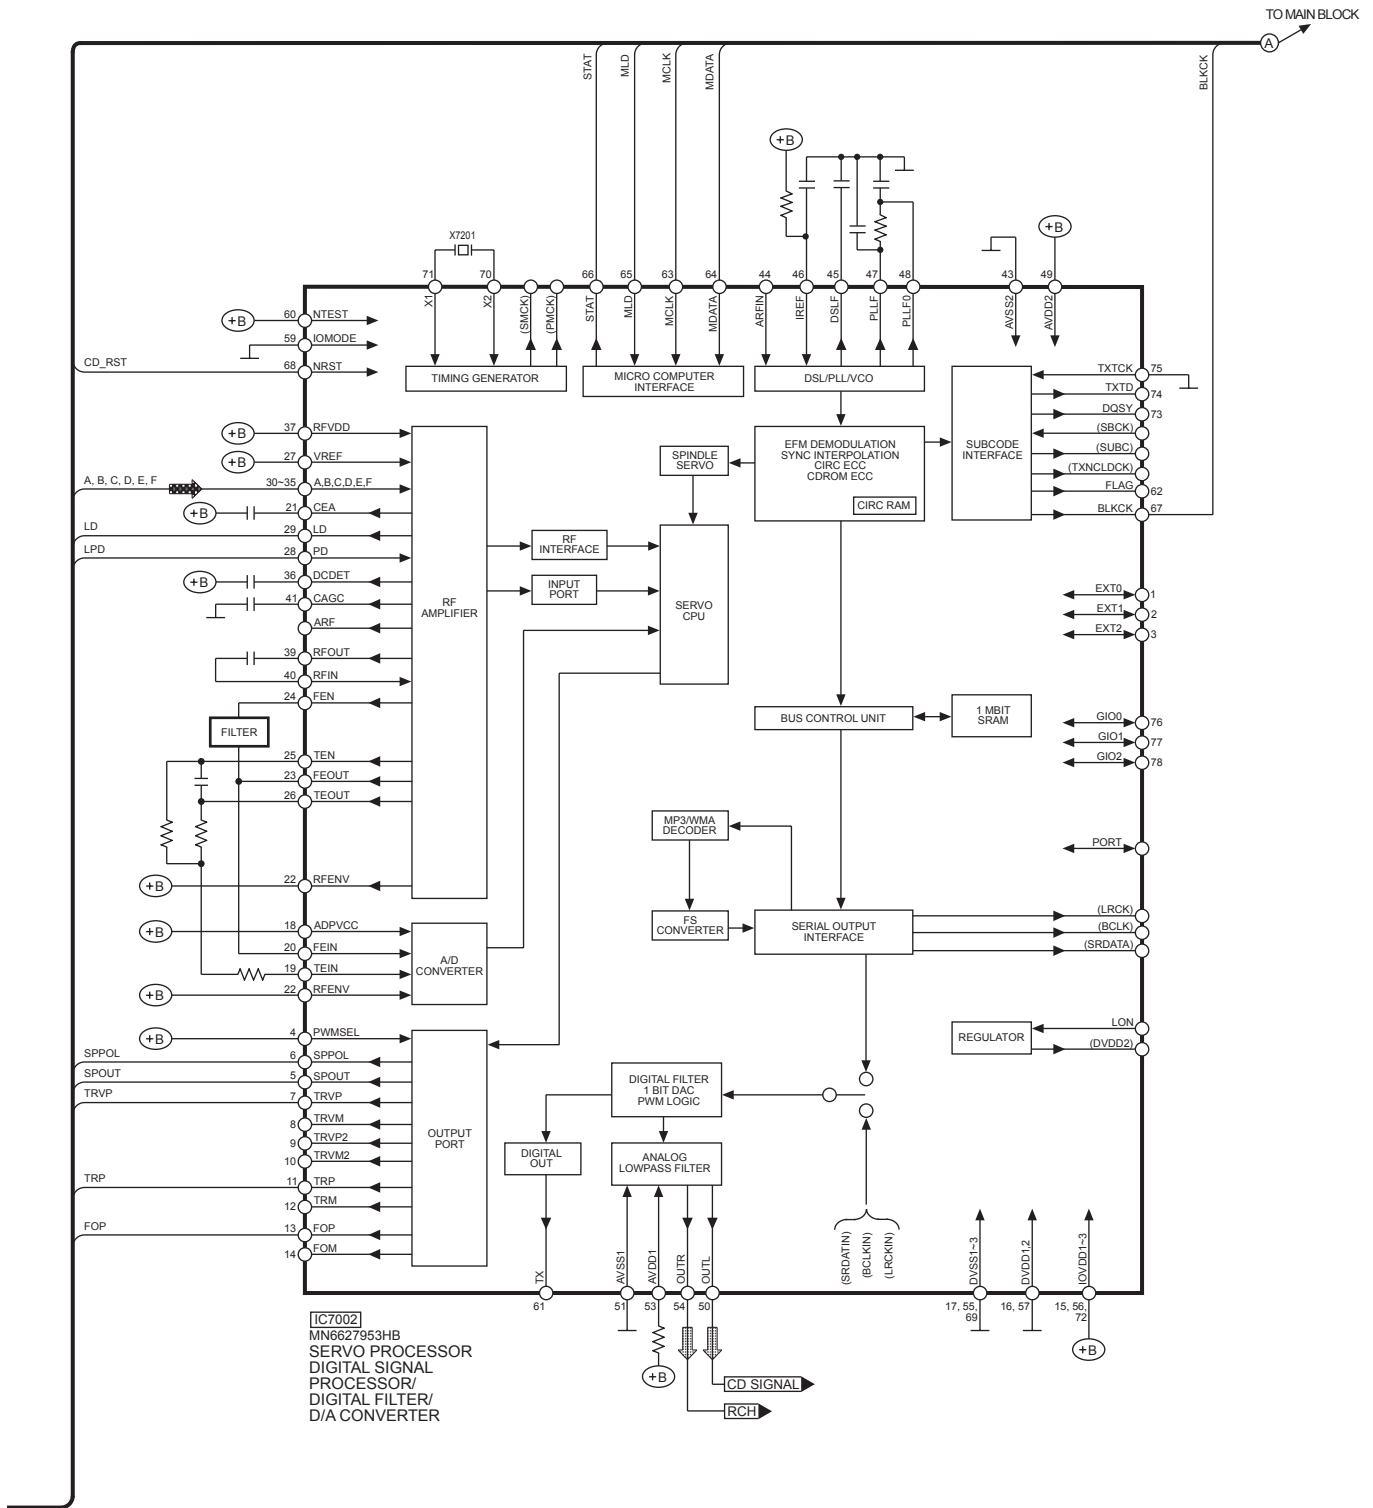 TO MAIN BLOCK
A
STAT
MLD
MCLK
MDATA
BLKCK
+B
+B
X7201
71
70
66
65
63
64
44
46
45
47
48
43
49
X1
X2
(SMCK)
(PMCK)
STAT
MLD
MCLK
MDATA
ARFIN
IREF
DSLF
PLLF
PLLF0
AVSS2
AVDD2
+B
60 NTEST
59 IOMODE
CD_RST
68 NRST
TIMING GENERATOR
MICRO COMPUTER
INTERFACE
DSL/PLL/VCO
TXTCK 75
TXTD 74
DQSY 73
(SBCK)
(SUBC)
(TXNCLDCK)
FLAG 62
BLKCK 67
SUBCODE
INTERFACE
EFM DEMODULATION
SYNC INTERPOLATION
CIRC ECC
CDROM ECC
CIRC RAM
SPINDLE
SERVO
+B
37 RFVDD
+B
27 VREF
A, B, C, D, E, F
30~35 A,B,C,D,E,F
+B
21 CEA
LD
29 LD
LPD
28 PD
+B
36 DCDET
41 CAGC
ARF
39 RFOUT
40 RFIN
24 FEN
FILTER
25 TEN
23 FEOUT
26 TEOUT
+B
22 RFENV
RF
AMPLIFIER
RF
INTERFACE
INPUT
PORT
SERVO
CPU
EXT0 1
EXT1 2
EXT2 3
BUS CONTROL UNIT
1 MBIT
SRAM
GIO0 76
GIO1 77
GIO2 78
MP3/WMA
DECODER
PORT
FS
CONVERTER
SERIAL OUTPUT
INTERFACE
(LRCK)
(BCLK)
(SRDATA)
+B
18 ADPVCC
20 FEIN
19 TEIN
+B
22 RFENV
A/D
CONVERTER
+B
4 PWMSEL
SPPOL
6 SPPOL
SPOUT
5 SPOUT
TRVP
7 TRVP
8 TRVM
9 TRVP2
10 TRVM2
TRP
11 TRP
12 TRM
FOP
13 FOP
14 FOM
OUTPUT
PORT
REGULATOR
LON
(DVDD2)
DIGITAL FILTER
1 BIT DAC
PWM LOGIC
DIGITAL
OUT
ANALOG
LOWPASS FILTER
TX
AVSS1
AVDD1
OUTR
OUTL
(SRDATIN)
(BCLKIN)
(LRCKIN)
DVSS1~3
DVDD1,2
IOVDD1~3
61
51
53
54
50
17, 55,
69
16, 57
15, 56,
72
+B
+B
CD SIGNAL
RCH
IC7002
MN6627953HB
SERVO PROCESSOR
DIGITAL SIGNAL
PROCESSOR/
DIGITAL FILTER/
D/A CONVERTER